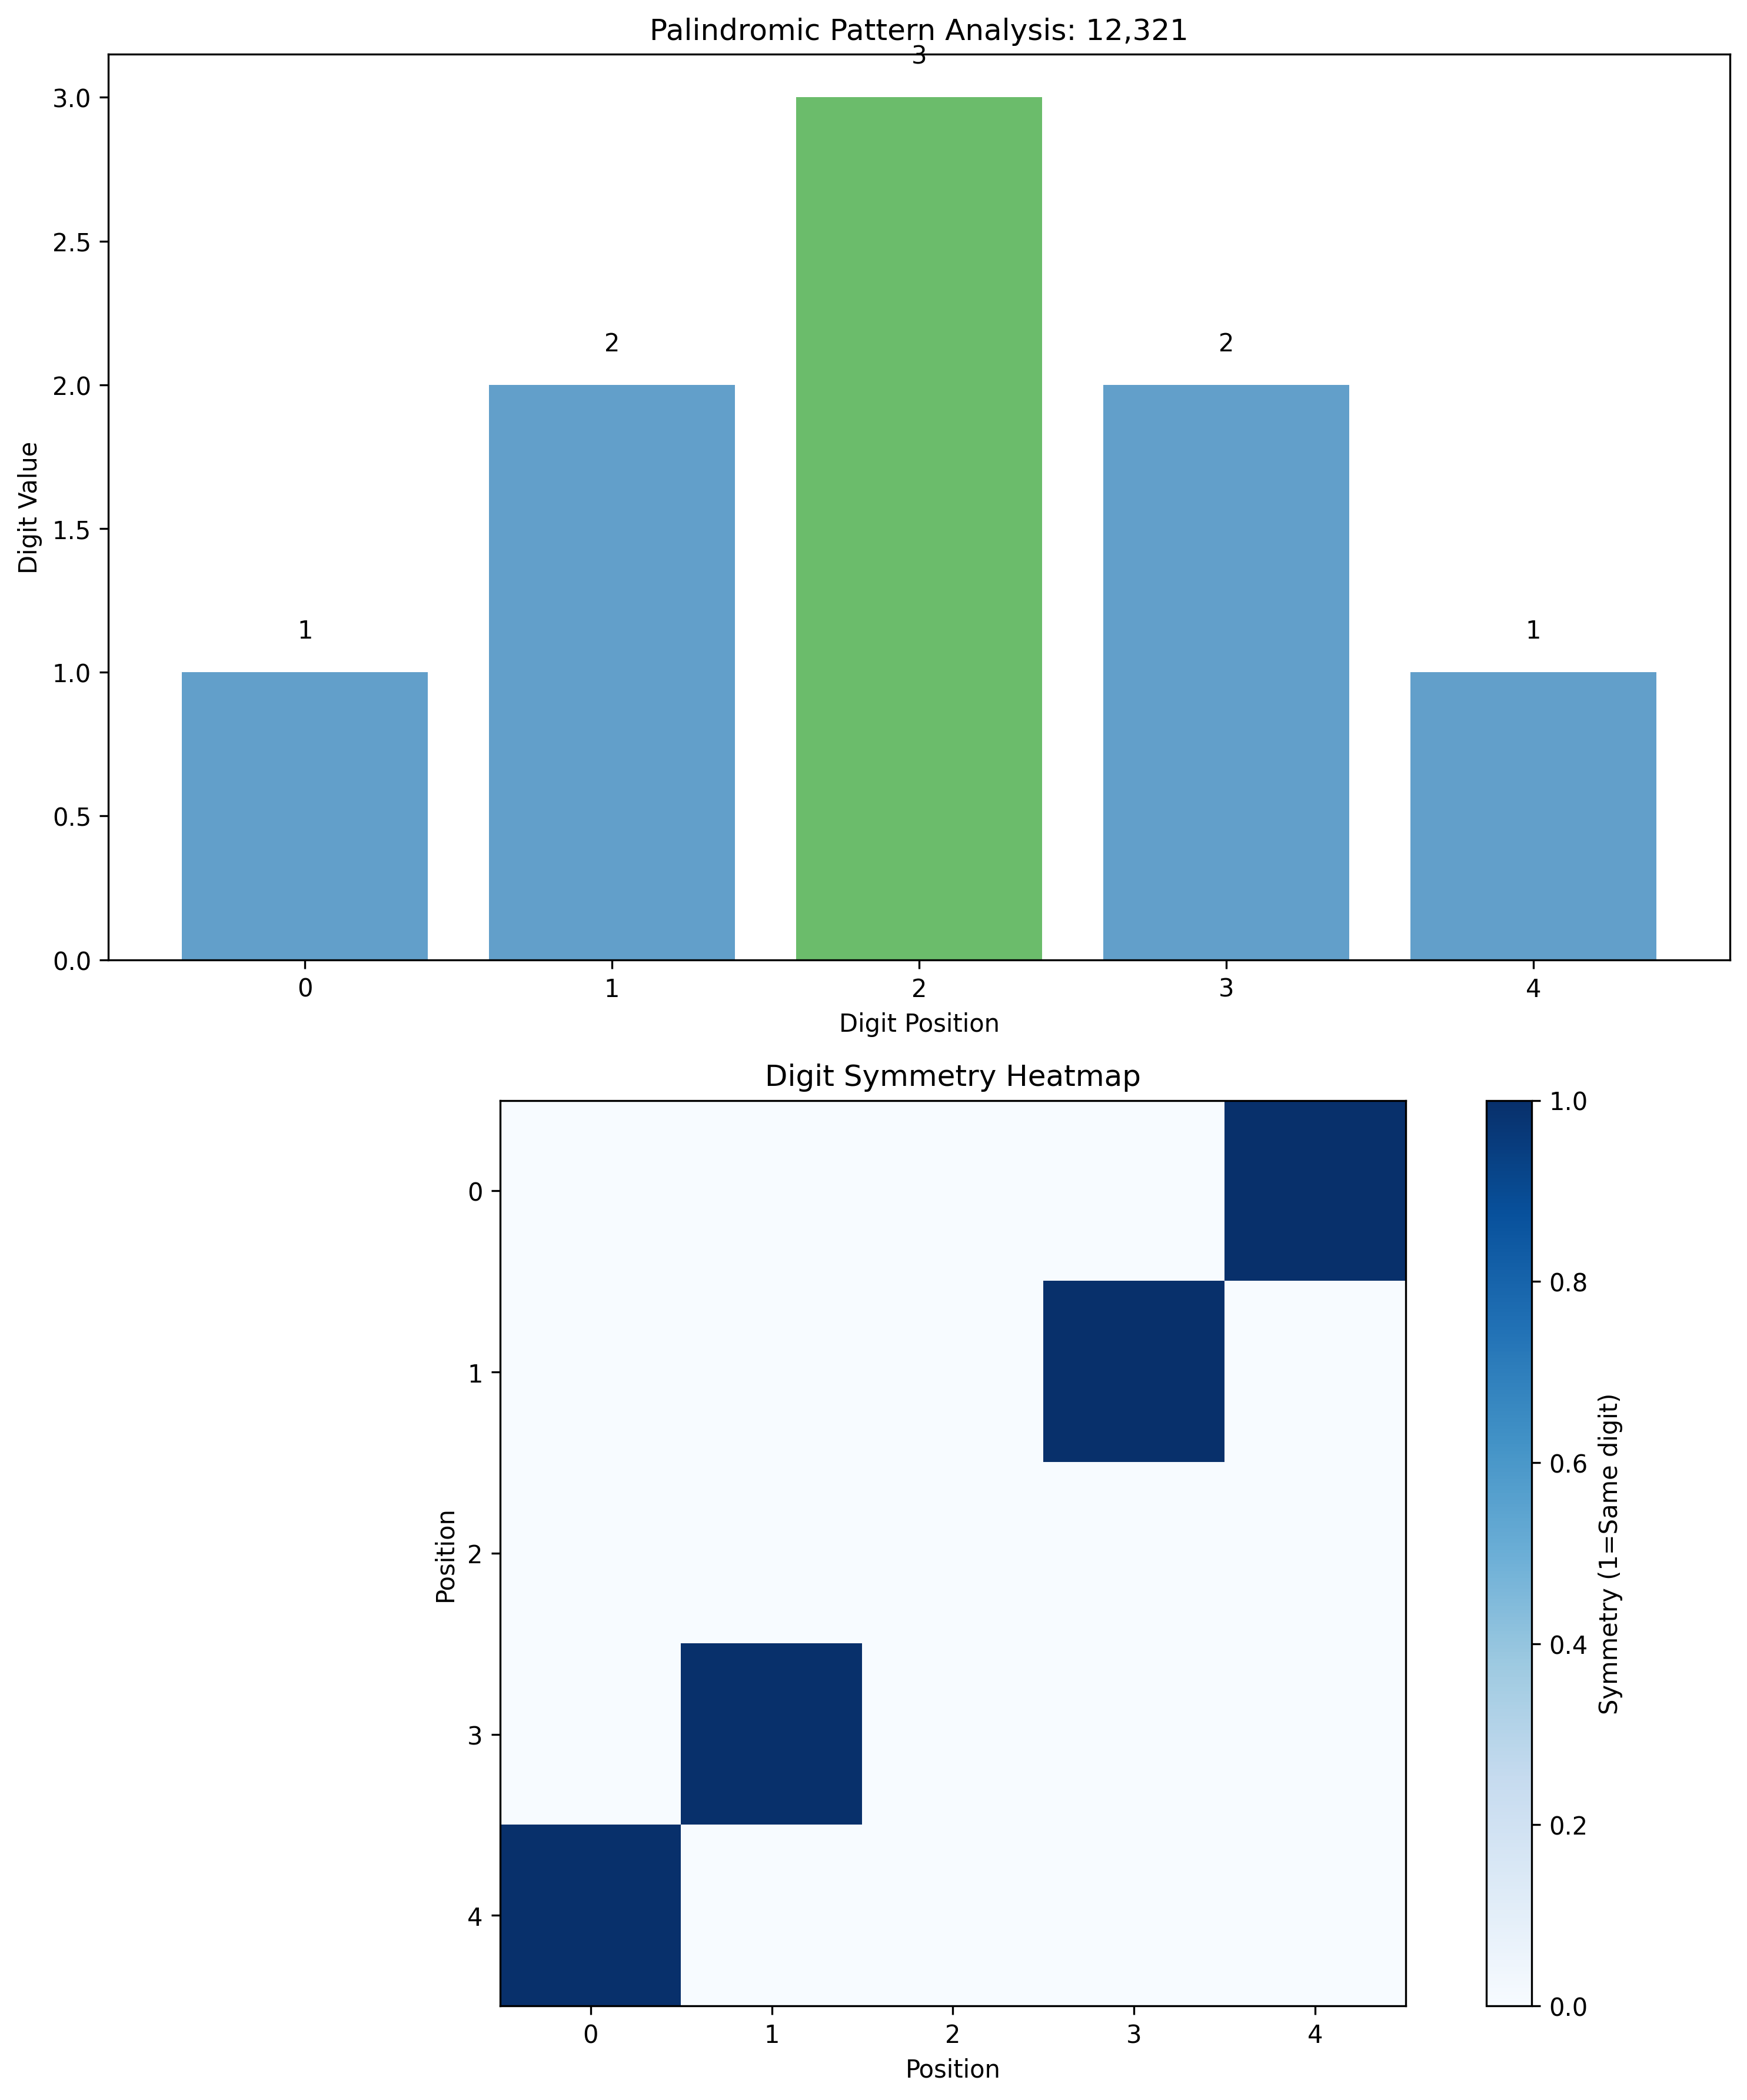 Palindromic Pattern Analysis: 12,321
3
3.0
2.5
2 2
2.0
Digit Value
1.5
1 1
1.0
0.5
0.0
0 1 2 3 4
Digit Position
Digit Symmetry Heatmap
1.0
0
0.8
1
0.6
Position
2
Symmetry (1=Same digit)
0.4
3
0.2
4
0.0
0 1 2 3 4
Position